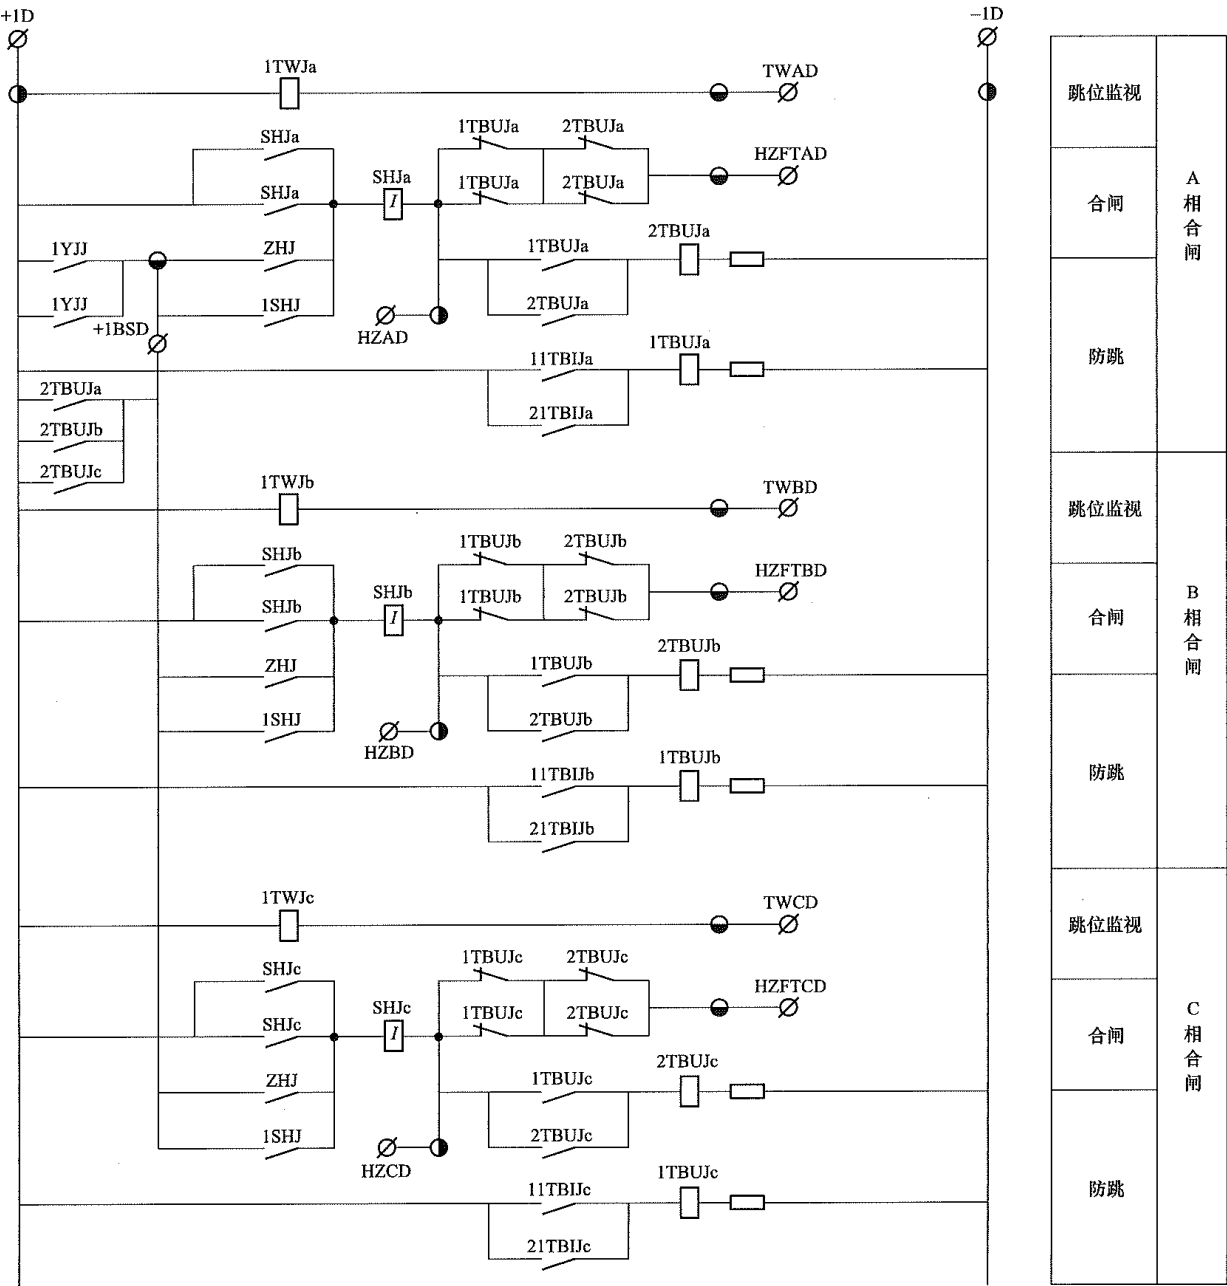 +1D
−1D
1TWJa
TWAD
跳位监视
SHJa
1TBUJa
2TBUJa
HZFTAD
SHJa
SHJa
1TBUJa
2TBUJa
合闸
A相合闸
1YJJ
ZHJ
1TBUJa
2TBUJa
1YJJ
1SHJ
2TBUJa
+1BSD
HZAD
11TBIJa
1TBUJa
防跳
2TBUJa
21TBIJa
2TBUJb
2TBUJc
1TWJb
TWBD
跳位监视
SHJb
1TBUJb
2TBUJb
HZFTBD
SHJb
SHJb
1TBUJb
2TBUJb
合闸
B相合闸
ZHJ
1TBUJb
2TBUJb
1SHJ
2TBUJb
HZBD
11TBIJb
1TBUJb
防跳
21TBIJb
1TWJc
TWCD
跳位监视
SHJc
1TBUJc
2TBUJc
HZFTCD
SHJc
SHJc
I
1TBUJc
2TBUJc
合闸
C相合闸
ZHJ
1TBUJc
2TBUJc
1SHJ
2TBUJc
HZCD
11TBIJc
1TBUJc
防跳
21TBIJc
I
I